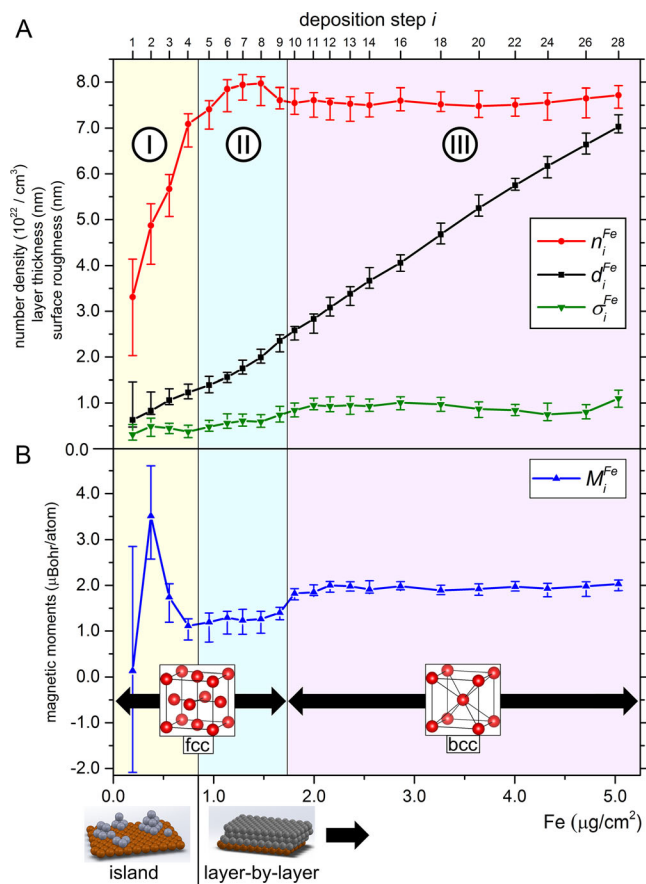 deposition step i
A
1 2 3 4 5 6 7 8 9 10 11 12 13 14 16 18 20 22 24 26 28
number density (10²² / cm³)
layer thickness (nm)
surface roughness (nm)
8.0
7.0
6.0
5.0
4.0
3.0
2.0
1.0
0.0
I
II
III
n_i^Fe
d_i^Fe
σ_i^Fe
B
magnetic moments (µBohr/atom)
4.0
3.0
2.0
1.0
0.0
-0.5
-1.0
-2.0
M_i^Fe
fcc
bcc
0.0 1.0 2.0 3.0 4.0 5.0
Fe (µg/cm²)
island
layer-by-layer